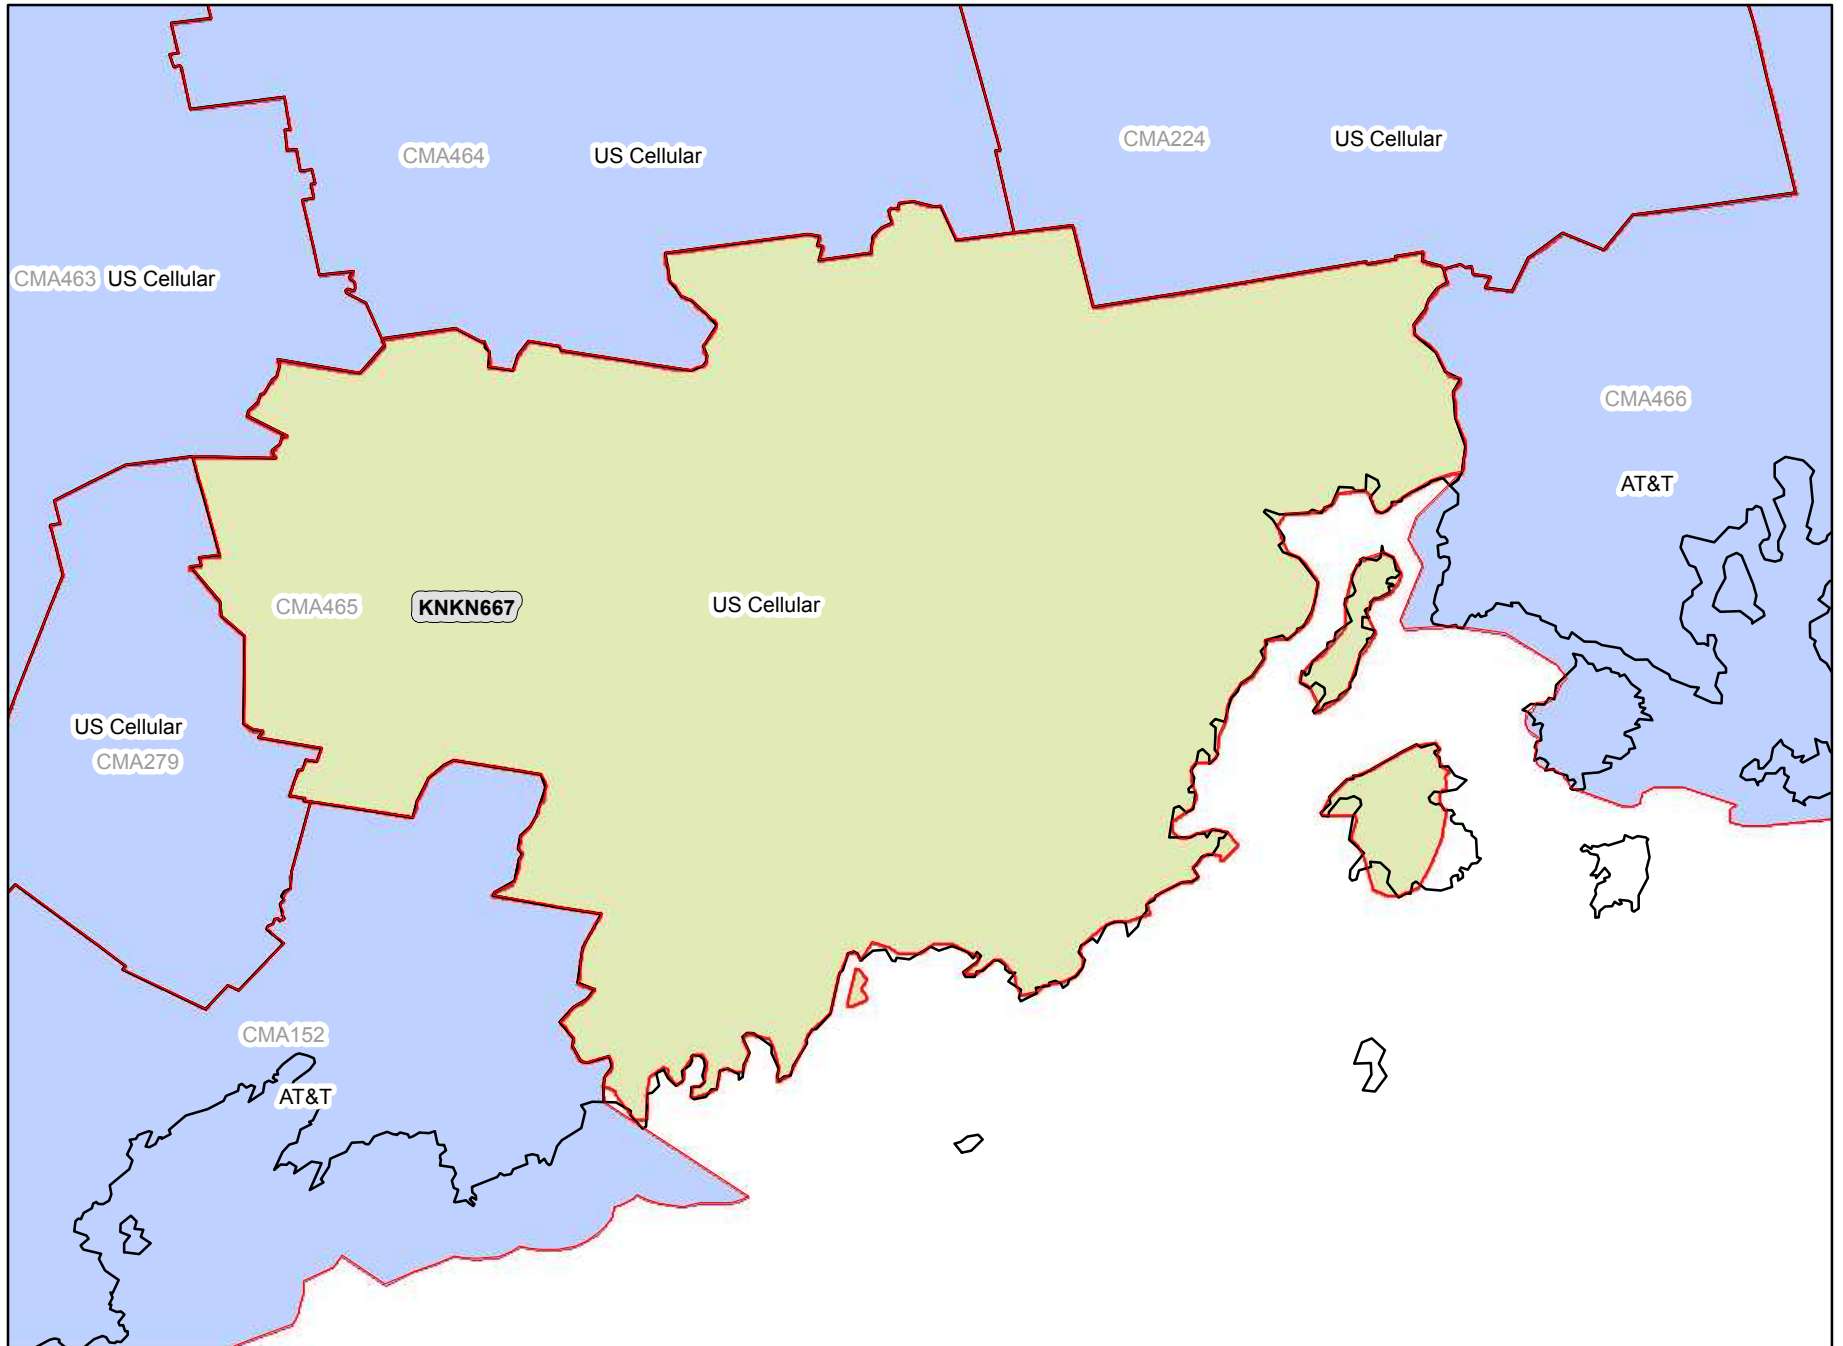 CMA464 US Cellular
CMA224 US Cellular
CMA463 US Cellular
CMA466
AT&T
CMA465 KNKN667 US Cellular
US Cellular
CMA279
CMA152
AT&T